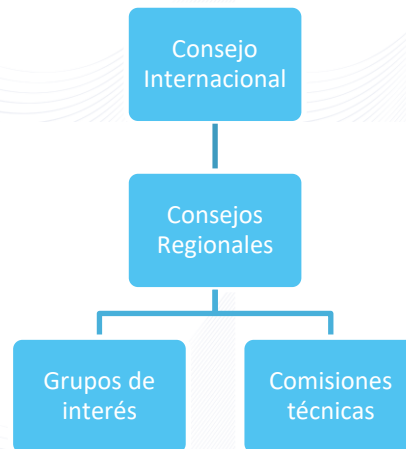 Consejo
Internacional
Consejos
Regionales
Grupos de
interés
Comisiones
técnicas